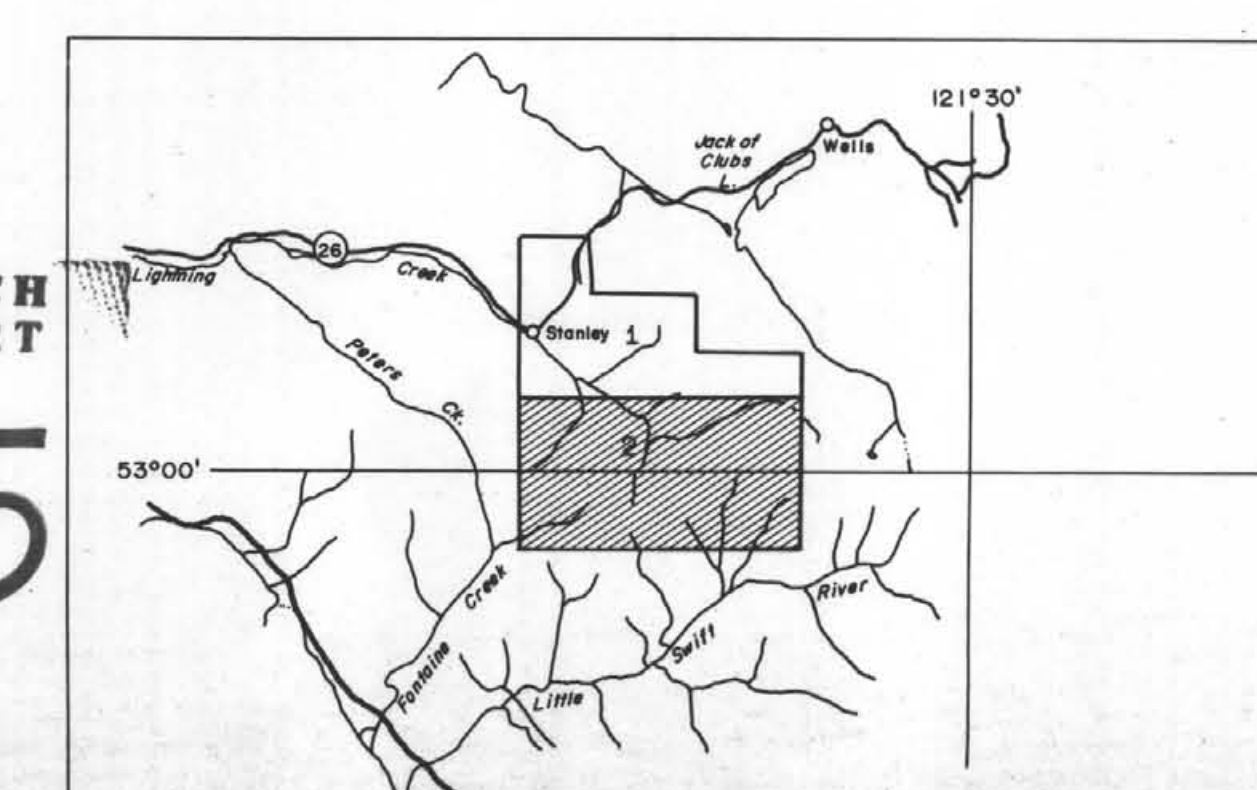 121°30'
Jack of
Clubs
L.
Wells
26
Lightning
Creek
H
T
Stanley
1
Peters
Ck.
2
53°00'
Creek
River
Swift
Fontaine
Little